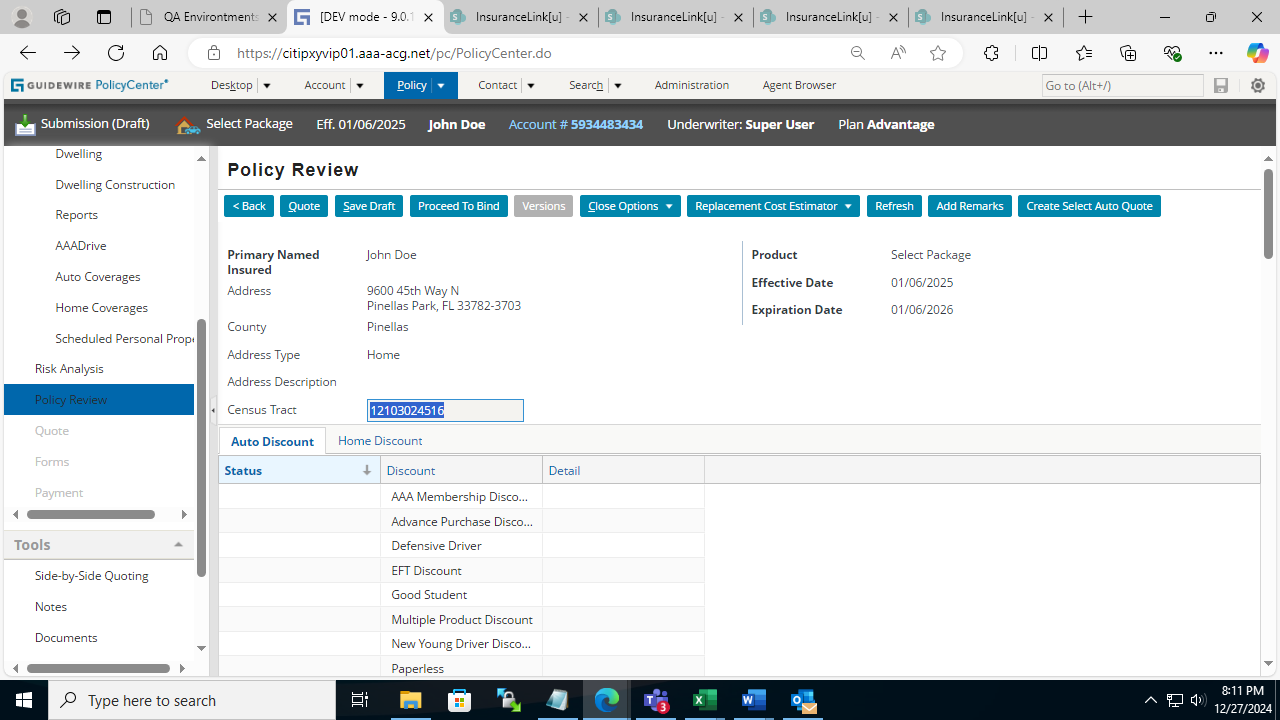 QA Environtments
[DEV mode - 9.0.1
InsuranceLink[u] -
InsuranceLink[u] -
InsuranceLink[u] -
InsuranceLink[u] -
https://citipxyvip01.aaa-acg.net/pc/PolicyCenter.do
GUIDEWIRE PolicyCenter®
Desktop
Account
Policy
Contact
Search
Administration
Agent Browser
Go to (Alt+/)
Submission (Draft)
Select Package
Eff. 01/06/2025
John Doe
Account # 5934483434
Underwriter: Super User
Plan Advantage
Dwelling
Dwelling Construction
Reports
AAADrive
Auto Coverages
Home Coverages
Scheduled Personal Prope
Risk Analysis
Policy Review
Quote
Forms
Payment
Tools
Side-by-Side Quoting
Notes
Documents
Policy Review
< Back
Quote
Save Draft
Proceed To Bind
Versions
Close Options
Replacement Cost Estimator
Refresh
Add Remarks
Create Select Auto Quote
Primary Named
Insured
John Doe
Address
9600 45th Way N
Pinellas Park, FL 33782-3703
County
Pinellas
Address Type
Home
Address Description
Census Tract
12103024516
Product
Select Package
Effective Date
01/06/2025
Expiration Date
01/06/2026
Auto Discount
Home Discount
Status
Discount
Detail
AAA Membership Disco...
Advance Purchase Disco...
Defensive Driver
EFT Discount
Good Student
Multiple Product Discount
New Young Driver Disco...
Paperless
Type here to search
3
8:11 PM
12/27/2024